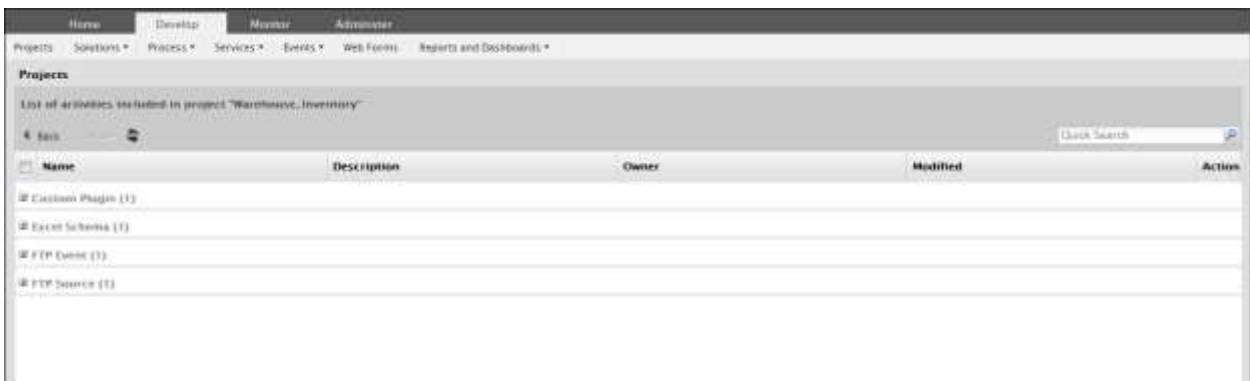 Home Develop Monitor Administer
Projects Solutions Process Services Events Web Forms Reports and Dashboards
Projects
List of activities included in project "Warehouse_Inventory"
Back
Quick Search
Name Description Owner Modified Action
Custom Plugin (1)
Excel Schema (1)
FTP Event (1)
FTP Source (1)